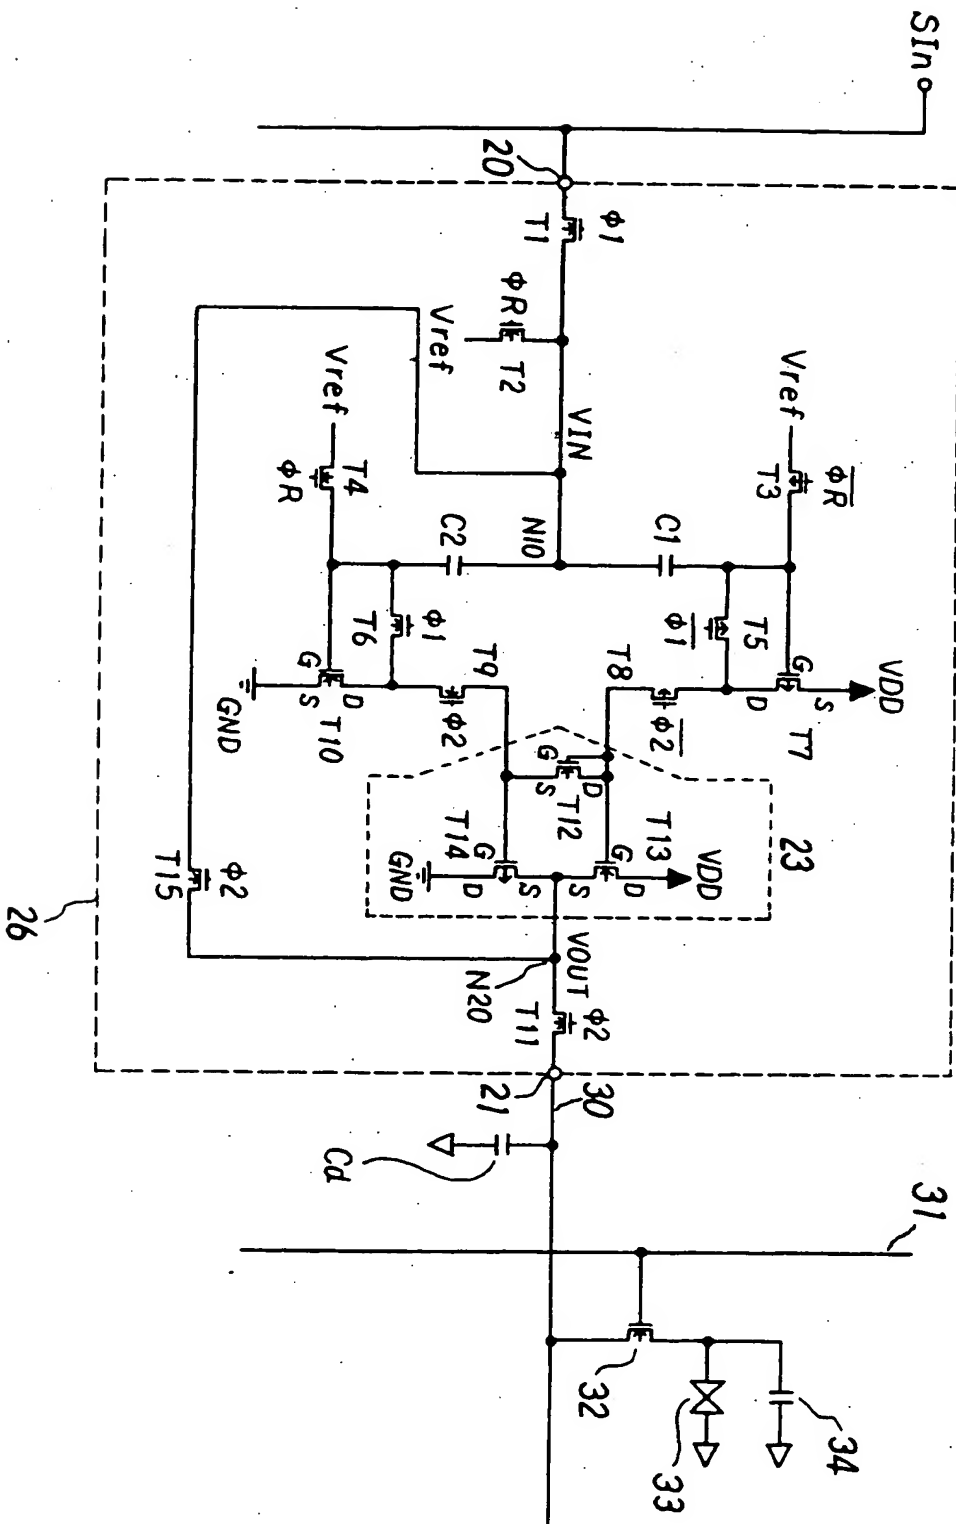 SIn
20
φ1
T1
φR
T2
Vref
VIN
Vref
φR̅
T3
Vref
T4
φR
C1
N10
C2
T5
φ1̅
φ1
T6
VDD
S
G
D
T7
T8
φ2̅
T9
φ2
G
D
S
T10
GND
G
D
S
T12
23
VDD
T13
G
D
S
T14
G
S
D
GND
φ2
T15
VOUT
N20
φ2
T11
26
21
30
Cd
31
32
33
34